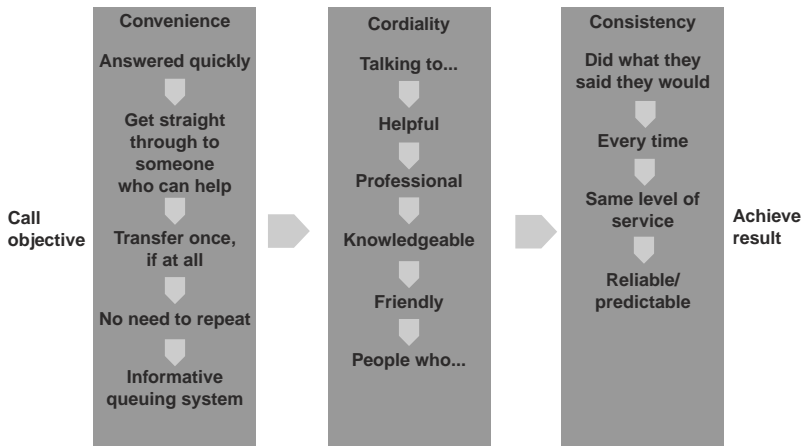 Call
objective
Convenience
Answered quickly
Get straight
through to
someone
who can help
Transfer once,
if at all
No need to repeat
Informative
queuing system
Cordiality
Talking to...
Helpful
Professional
Knowledgeable
Friendly
People who...
Consistency
Did what they
said they would
Every time
Same level of
service
Reliable/
predictable
Achieve
result